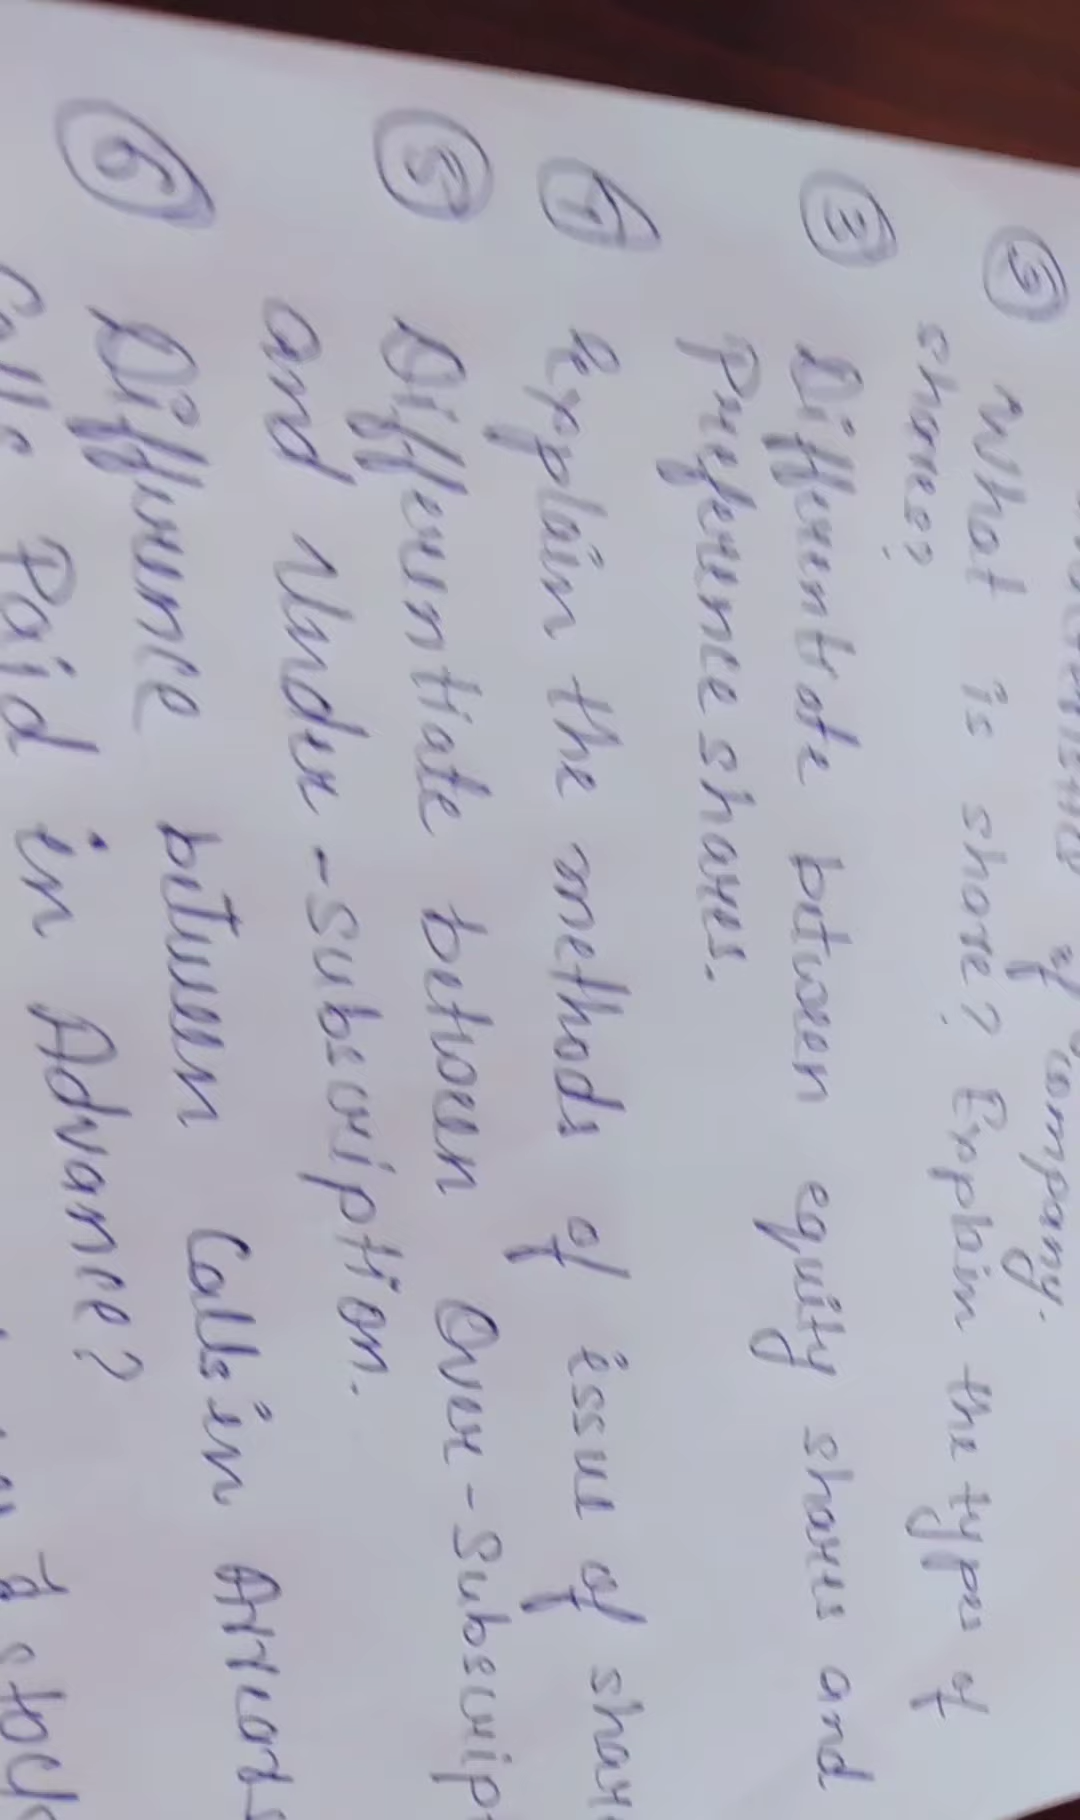 of company.
② What is share? Explain the types of
shares?
③ Differentiate between equity shares and
Preference shares.
④ Explain the methods of issue of
⑤ Differentiate between Over-Subscrip
and Under-Subscription.
⑥ Difference between Calls in Arrears
Calls Paid in Advance?